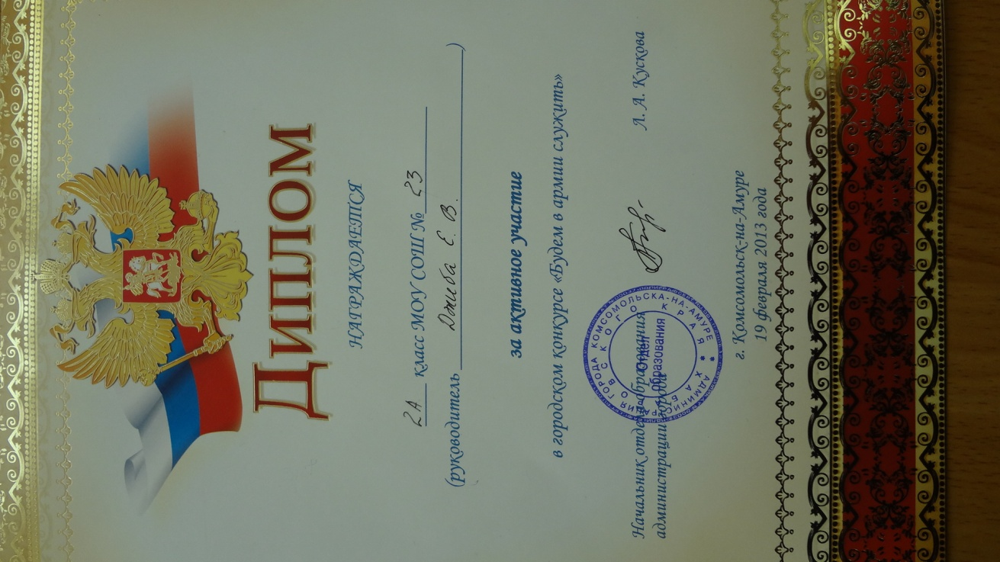 ДИПЛОМ
НАГРАЖДАЕТСЯ
2А класс МОУ СОШ № 23
(руководитель Дзюба Е. В.)
за активное участие
в городском конкурсе «Будем в армии служить»
Начальник отдела образования
администрации города
Л. А. Кускова
АДМИНИСТРАЦИЯ ГОРОДА КОМСОМОЛЬСКА-НА-АМУРЕ
ХАБАРОВСКОГО КРАЯ
Отдел
образования
г. Комсомольск-на-Амуре
19 февраля 2013 года